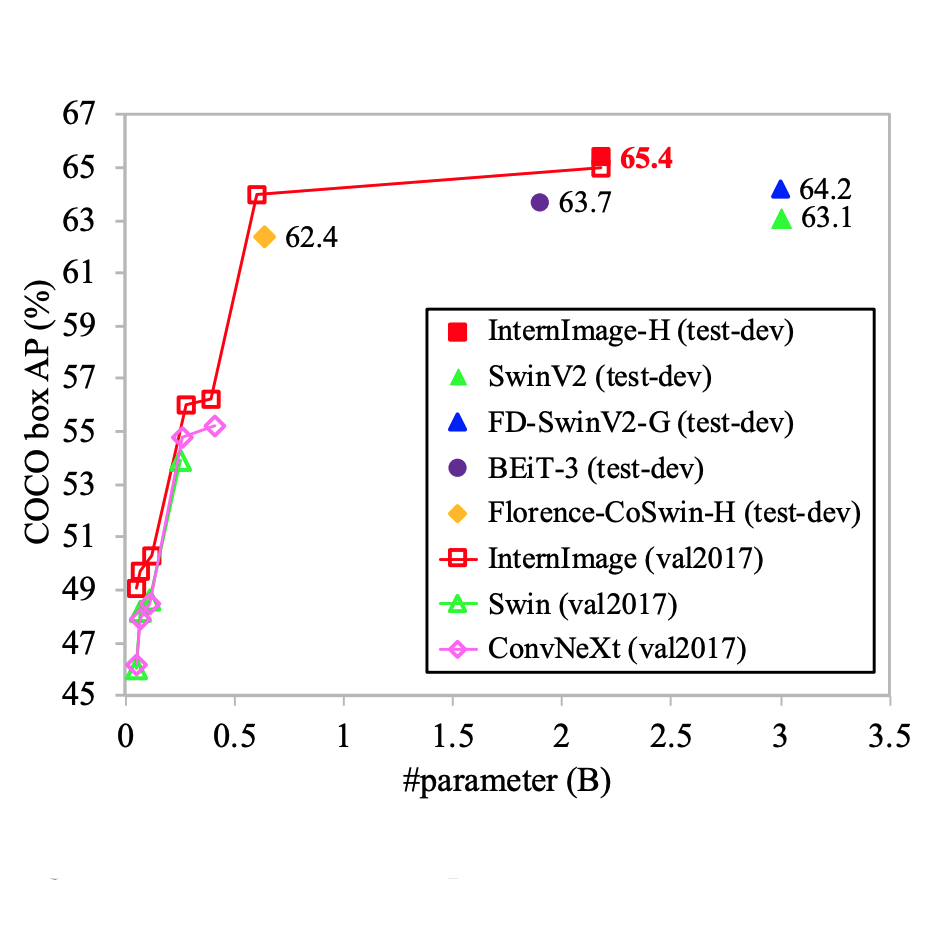 67
65
63
61
59
57
55
53
51
49
47
45
COCO box AP (%)
65.4
64.2
63.7
63.1
62.4
InternImage-H (test-dev)
SwinV2 (test-dev)
FD-SwinV2-G (test-dev)
BEiT-3 (test-dev)
Florence-CoSwin-H (test-dev)
InternImage (val2017)
Swin (val2017)
ConvNeXt (val2017)
0 0.5 1 1.5 2 2.5 3 3.5
#parameter (B)